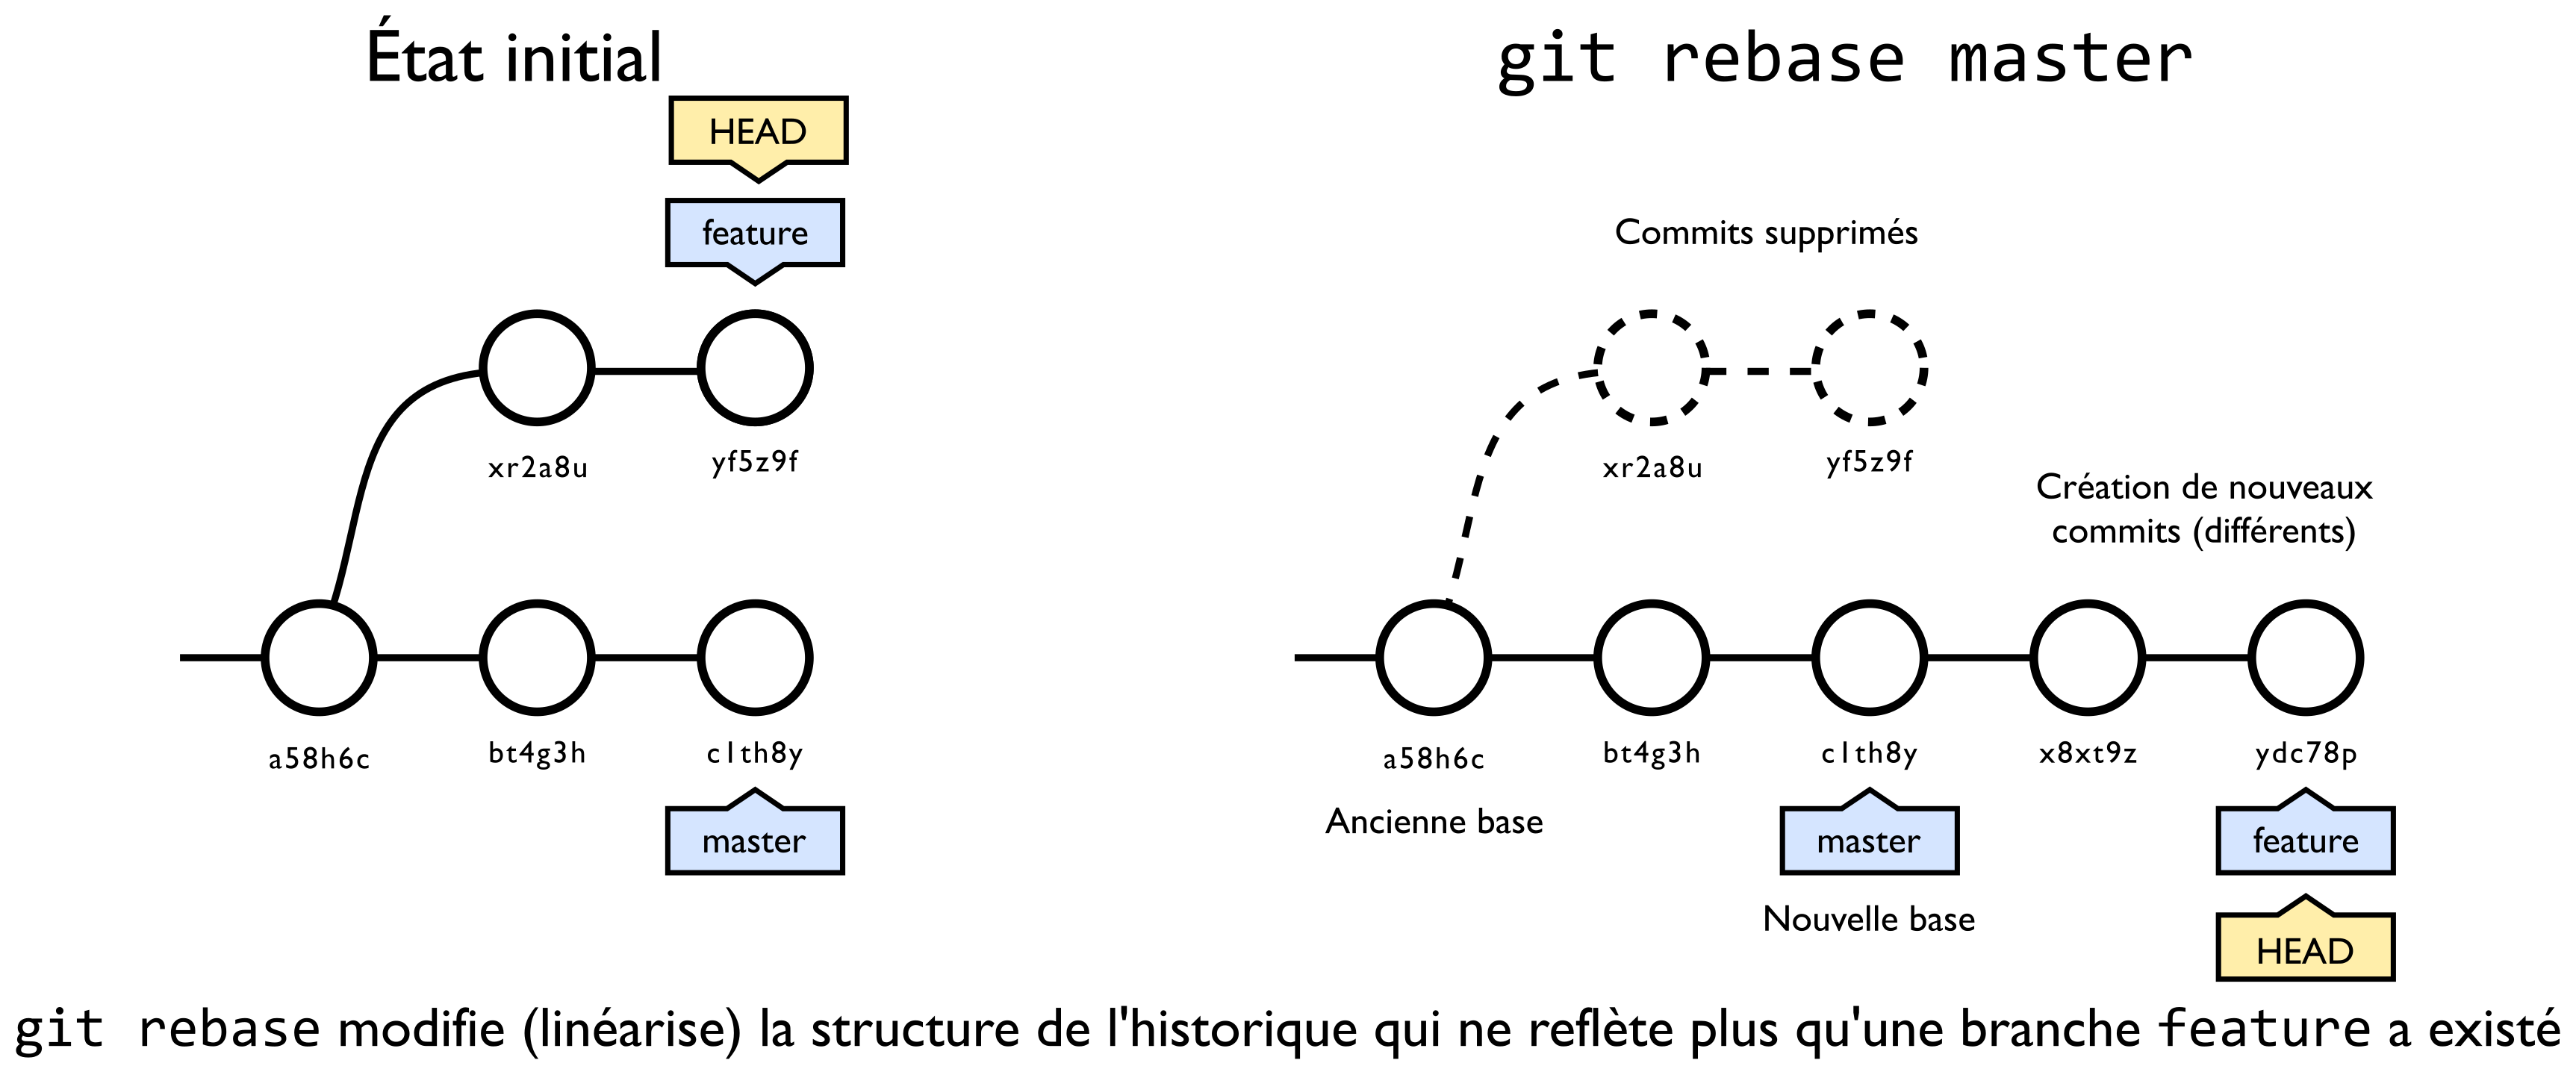 État initial
HEAD
feature
xr2a8u
yf5z9f
a58h6c
bt4g3h
c1th8y
master
git rebase master
Commits supprimés
xr2a8u
yf5z9f
Création de nouveaux
commits (différents)
a58h6c
bt4g3h
c1th8y
x8xt9z
ydc78p
Ancienne base
master
feature
Nouvelle base
HEAD
git rebase modifie (linéarise) la structure de l'historique qui ne reflète plus qu'une branche feature a existé